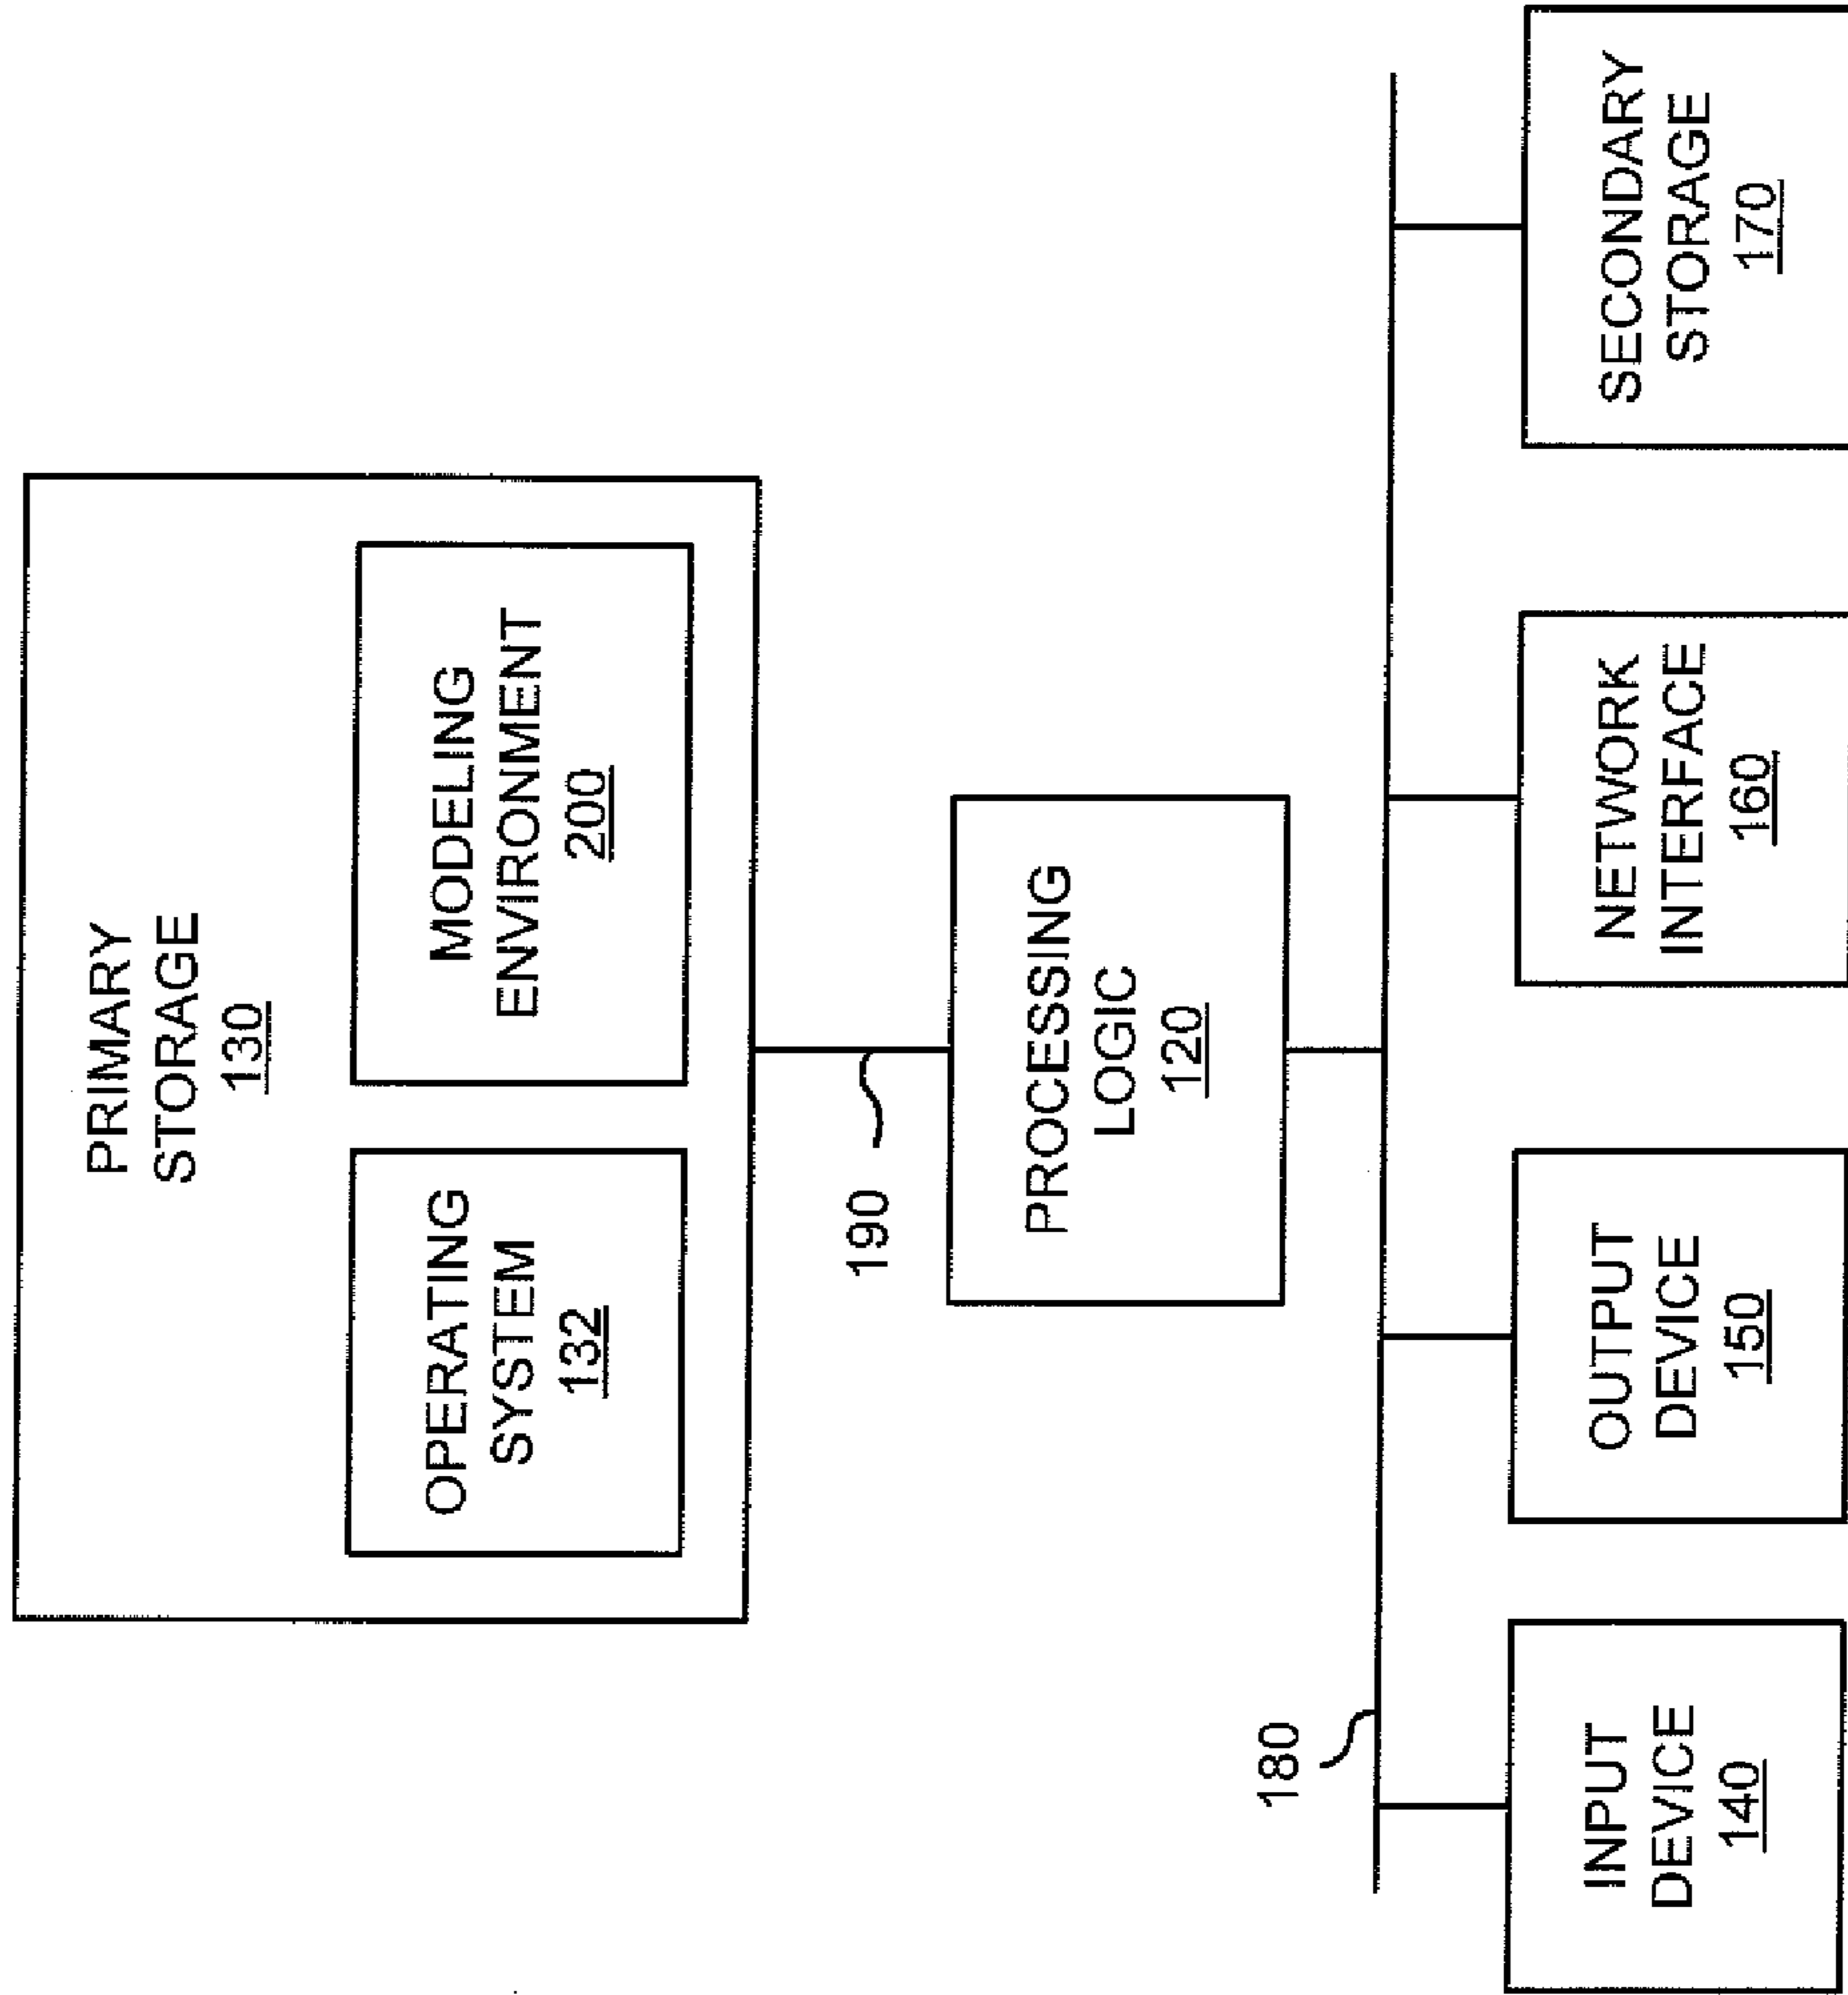 PRIMARY
STORAGE
130
OPERATING
SYSTEM
132
MODELING
ENVIRONMENT
200
190
PROCESSING
LOGIC
120
180
INPUT
DEVICE
140
OUTPUT
DEVICE
150
NETWORK
INTERFACE
160
SECONDARY
STORAGE
170